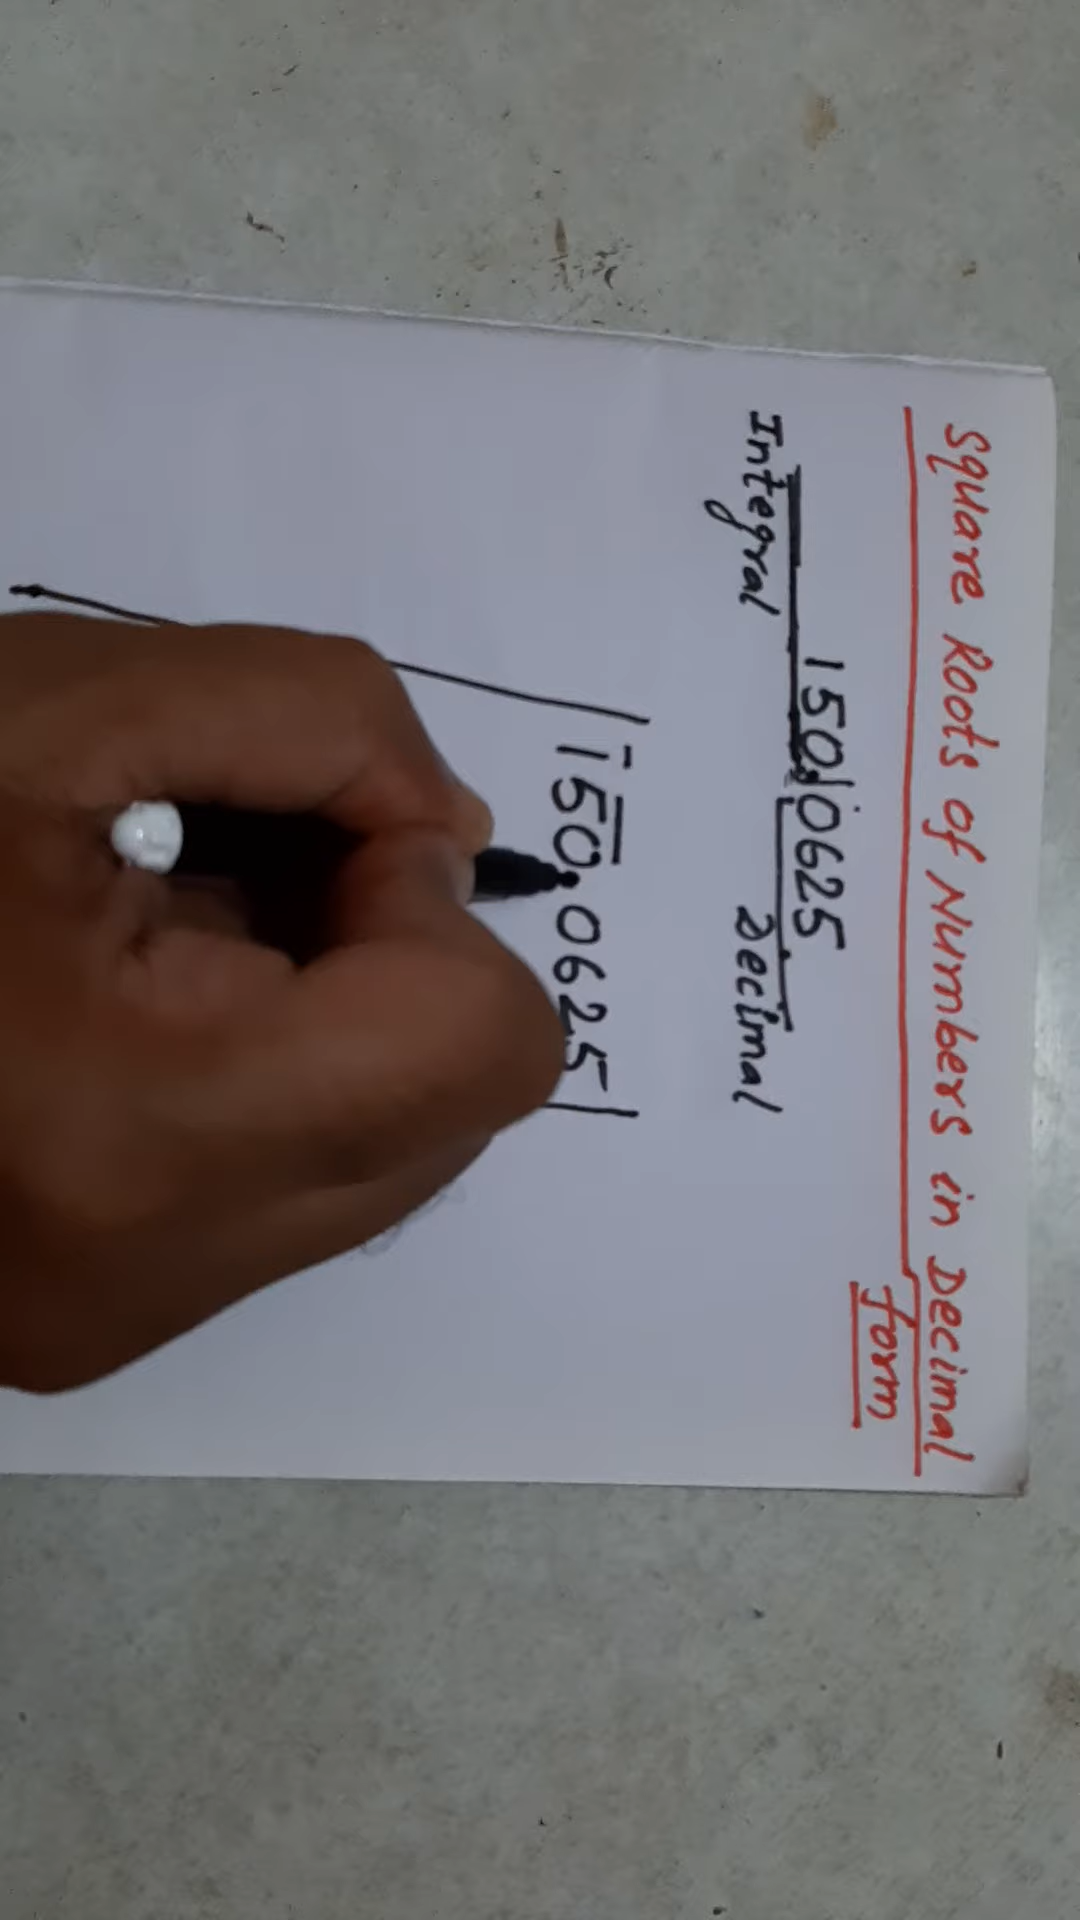 Square Roots of Numbers in Decimal
form
150.0625
Integral Decimal
150.0625